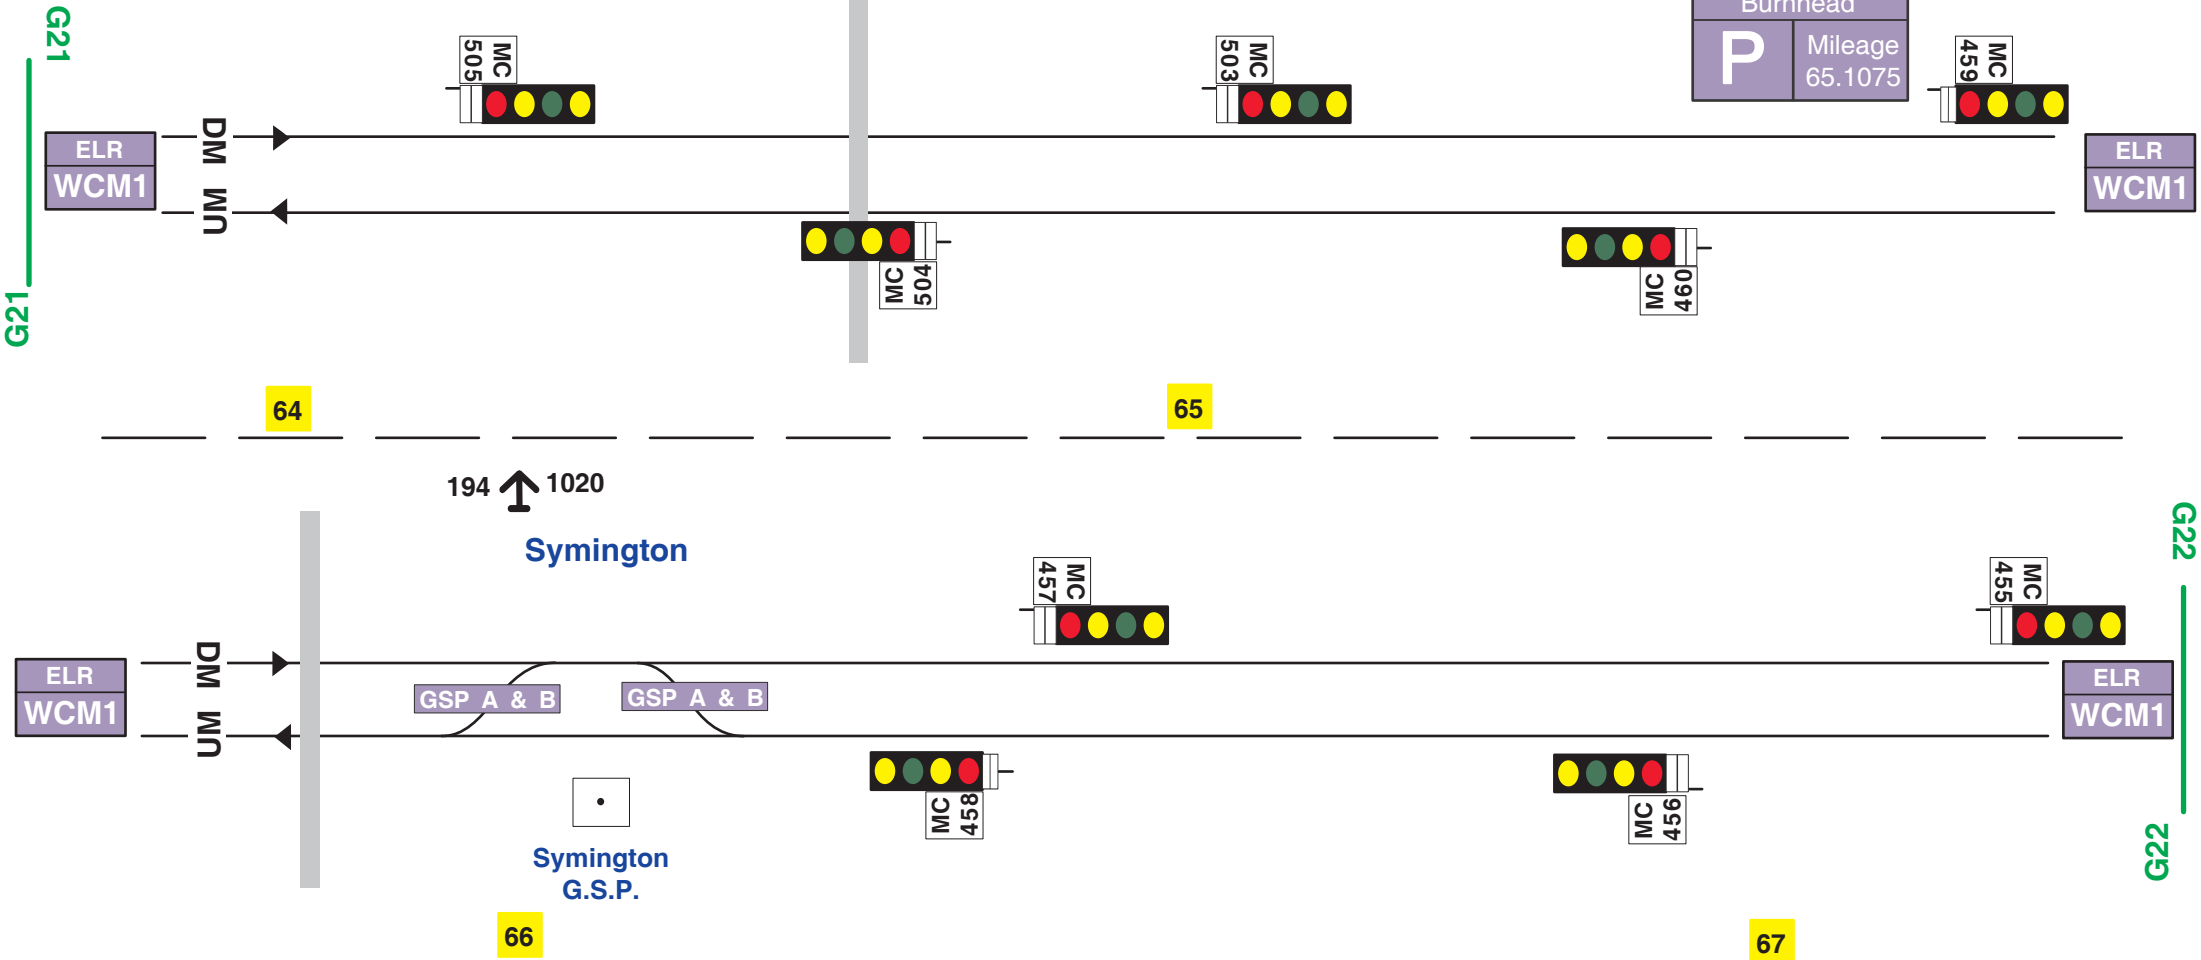 G21
MC
505
MC
503
Burnhead
P
Mileage
65.1075
MC
459
ELR
WCM1
DM
UM
ELR
WCM1
MC
504
MC
460
G21
64
65
194
1020
Symington
G22
MC
457
MC
455
ELR
WCM1
DM
UM
GSP A & B
GSP A & B
ELR
WCM1
MC
458
MC
456
Symington
G.S.P.
G22
66
67